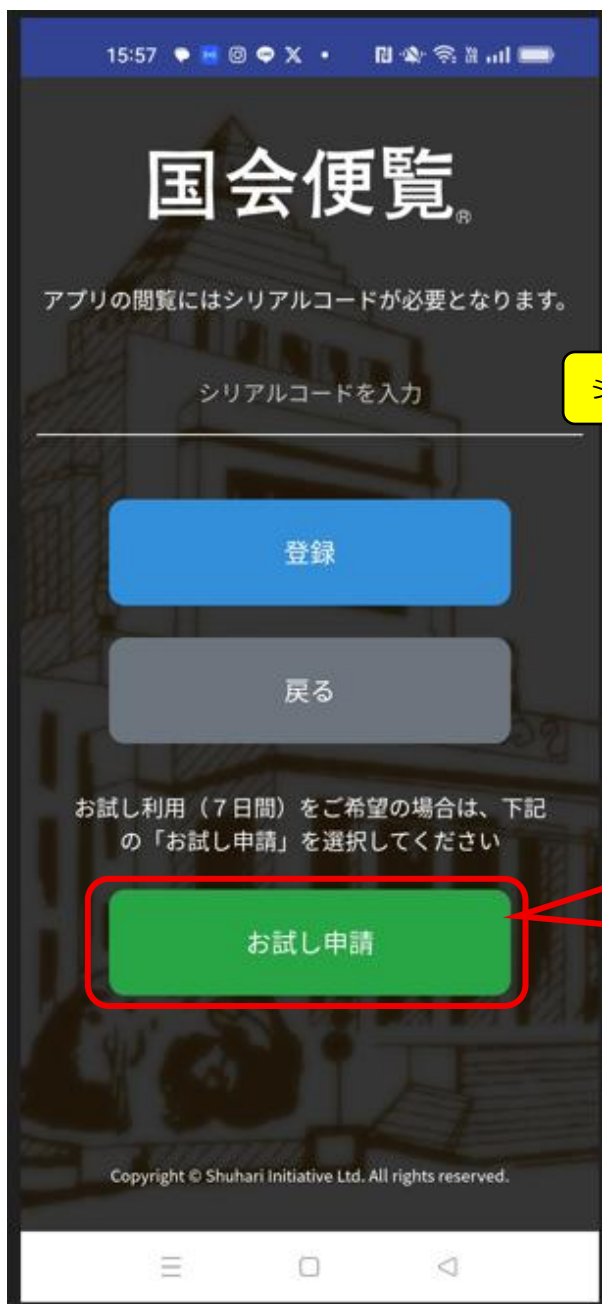 15:57
国会便覧®
アプリの閲覧にはシリアルコードが必要となります。
シリアルコードを入力
登録
戻る
お試し利用（７日間）をご希望の場合は、下記
の「お試し申請」を選択してください
お試し申請
Copyright © Shuhari Initiative Ltd. All rights reserved.